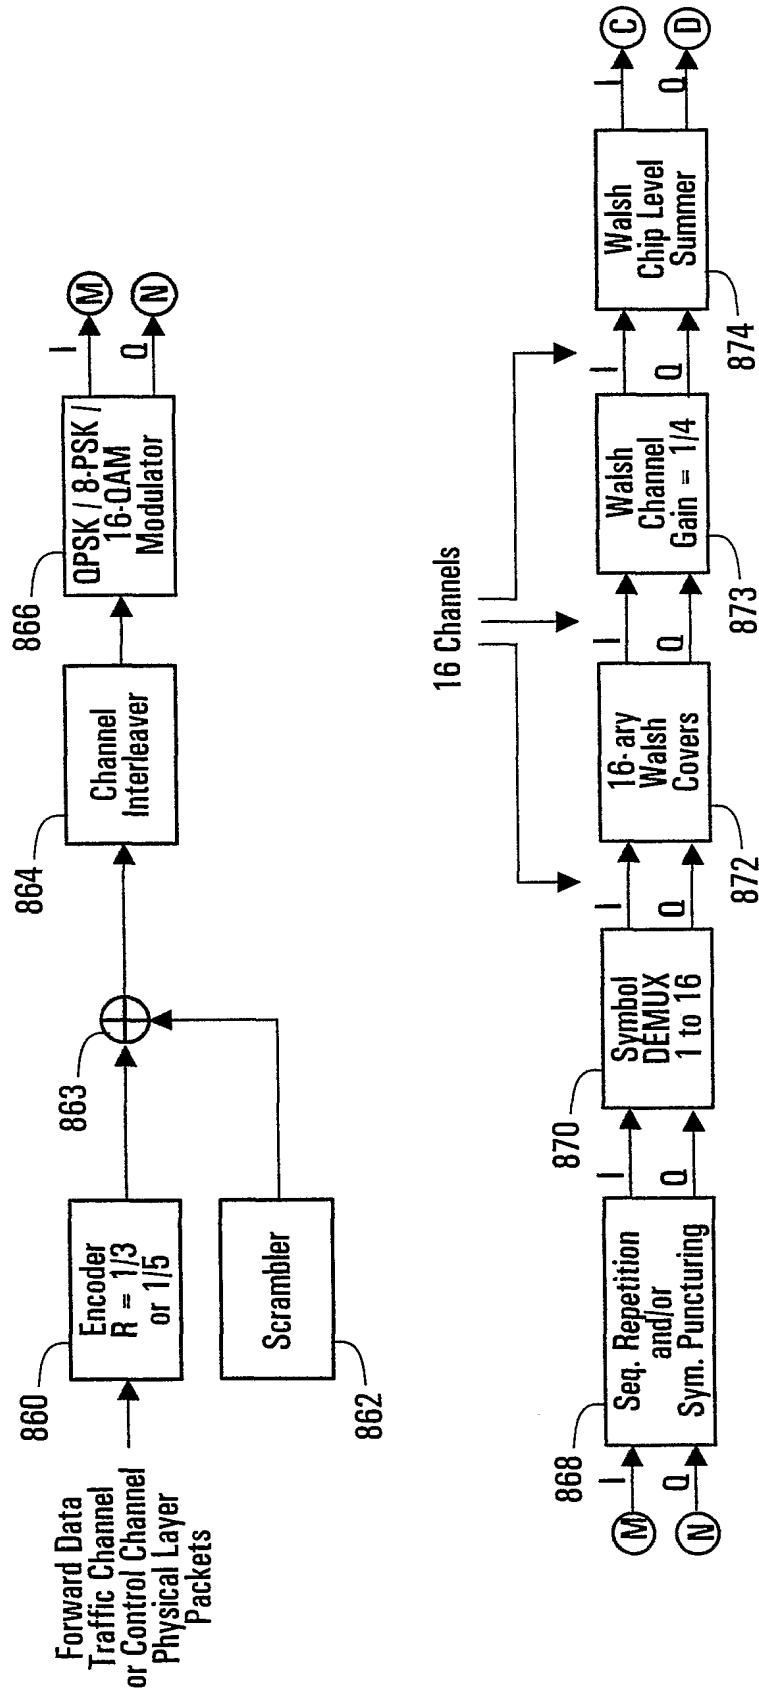 Forward Data
Traffic Channel
or Control Channel
Physical Layer
Packets
860
Encoder
R = 1/3
or 1/5
862
Scrambler
863
864
Channel
Interleaver
866
QPSK / 8-PSK /
16-QAM
Modulator
I
Q
M
N
M
N
I
Q
868
Seq. Repetition
and/or
Sym. Puncturing
I
Q
870
Symbol
DEMUX
1 to 16
I
Q
16 Channels
872
16-ary
Walsh
Covers
I
Q
873
Walsh
Channel
Gain = 1/4
I
Q
874
Walsh
Chip Level
Summer
I
Q
C
D